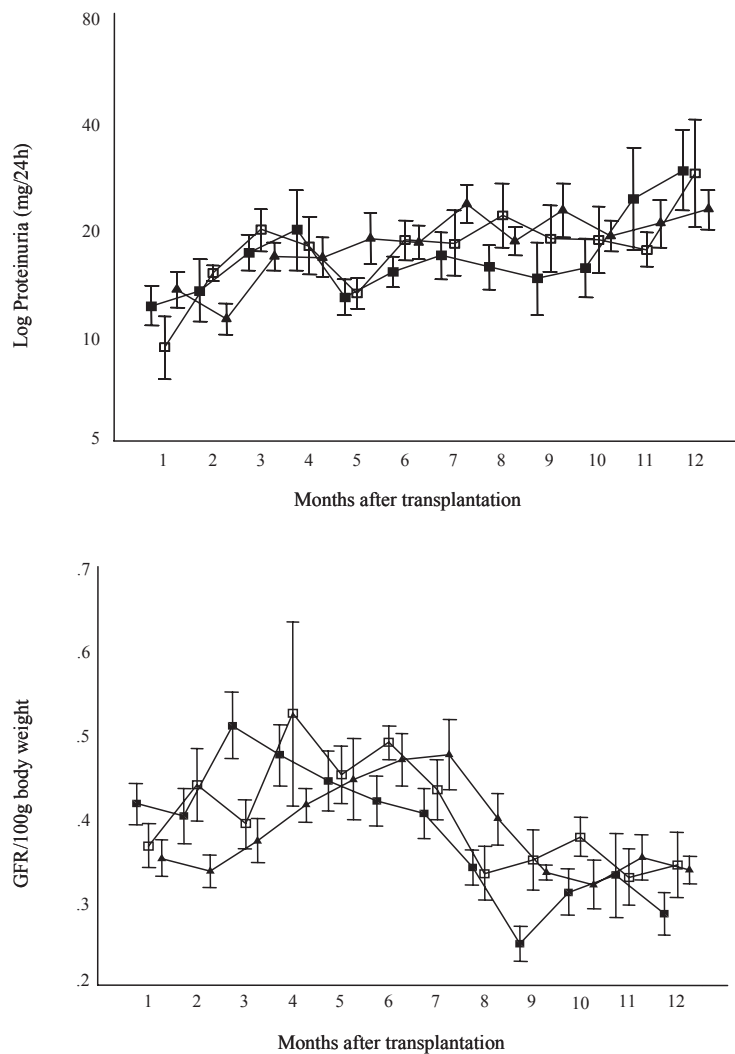 80
40
20
10
5
Log Proteinuria (mg/24h)
1 2 3 4 5 6 7 8 9 10 11 12
Months after transplantation
.7
.6
.5
.4
.3
.2
GFR/100g body weight
1 2 3 4 5 6 7 8 9 10 11 12
Months after transplantation